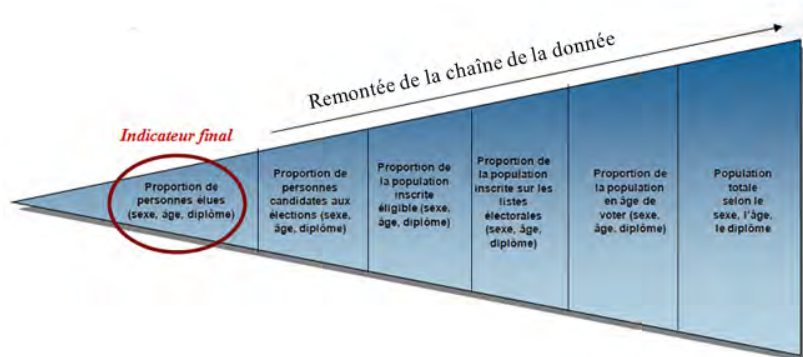 Remontée de la chaîne de la donnée
Indicateur final
Proportion de
personnes élues
(sexe, âge, diplôme)
Proportion de
personnes
candidates aux
élections (sexe,
âge, diplôme)
Proportion de
la population
inscrite
éligible (sexe,
âge, diplôme)
Proportion de
la population
inscrite sur les
listes
électorales
(sexe, âge,
diplôme)
Proportion de
la population
en âge de
voter (sexe,
âge, diplôme)
Population
totale
selon le
sexe, l'âge,
le diplôme